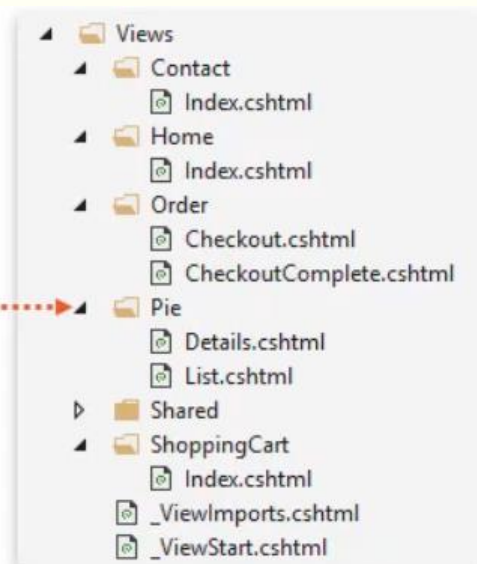 Views
Contact
Index.cshtml
Home
Index.cshtml
Order
Checkout.cshtml
CheckoutComplete.cshtml
Pie
Details.cshtml
List.cshtml
Shared
ShoppingCart
Index.cshtml
_ViewImports.cshtml
_ViewStart.cshtml